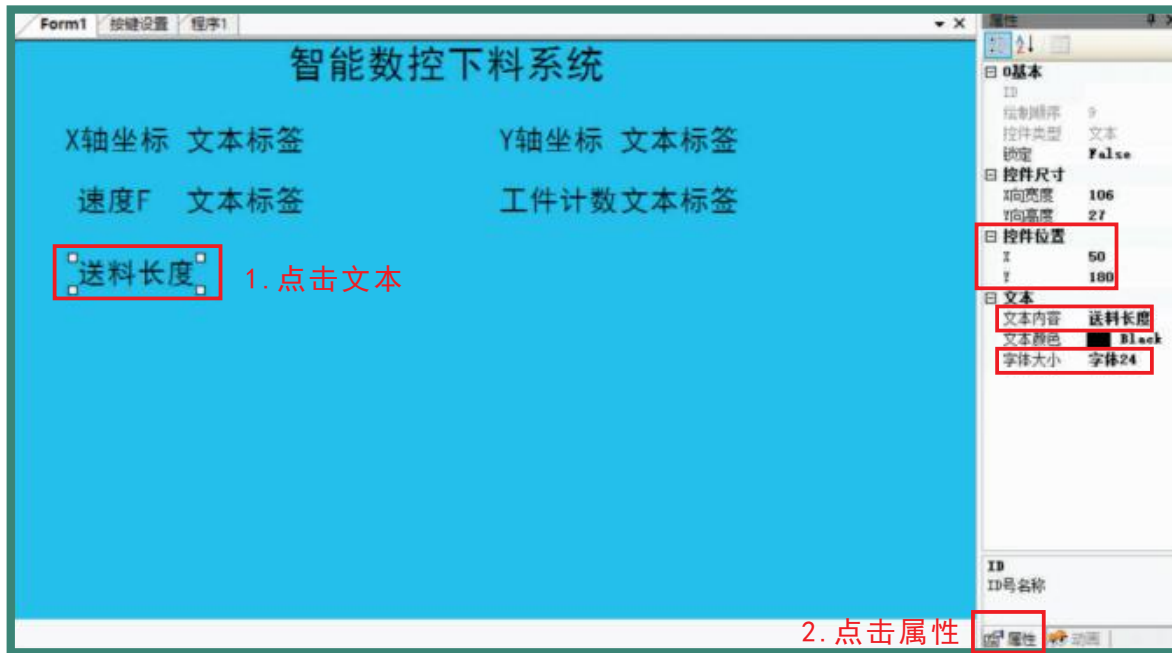 Form1 按键设置 程序1
属性
智能数控下料系统
X轴坐标 文本标签 Y轴坐标 文本标签
速度F 文本标签 工件计数 文本标签
送料长度 1.点击文本
0基本
ID
绘制顺序 9
控件类型 文本
锁定 False
控件尺寸
X向宽度 106
Y向高度 27
控件位置
X 50
Y 180
文本
文本内容 送料长度
文本颜色 Black
字体大小 字体24
ID
ID号名称
2.点击属性 属性 动画